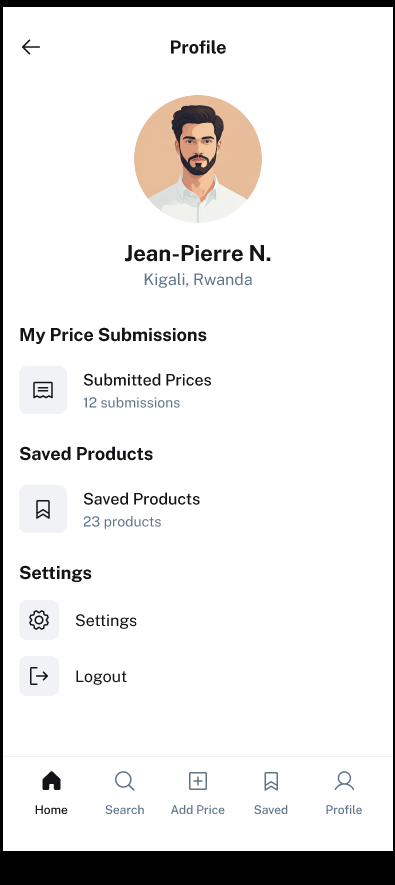 Profile
Jean-Pierre N.
Kigali, Rwanda
My Price Submissions
Submitted Prices
12 submissions
Saved Products
Saved Products
23 products
Settings
Settings
Logout
Home Search Add Price Saved Profile